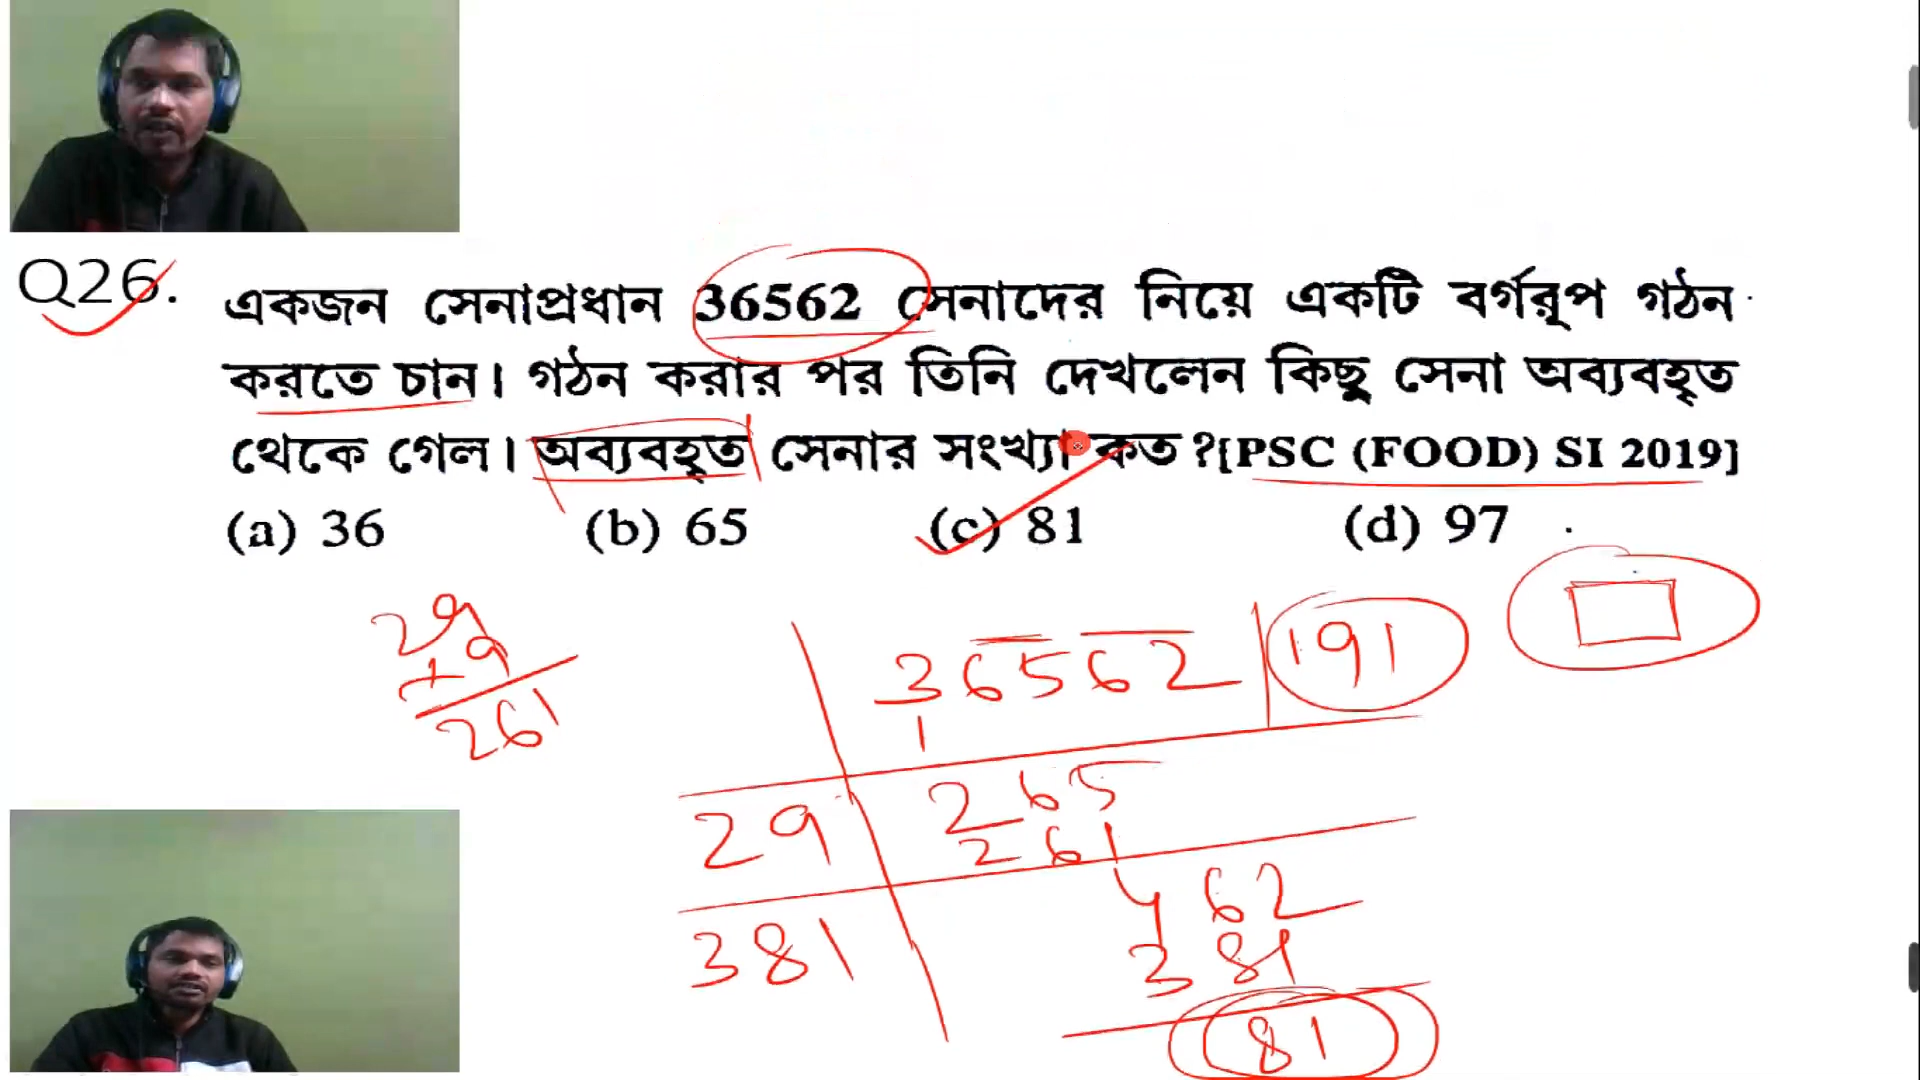 Q26.
একজন সেনাপ্রধান 36562 সেনাদের নিয়ে একটি বর্গরূপ গঠন
করতে চান। গঠন করার পর তিনি দেখলেন কিছু সেনা অব্যবহৃত
থেকে গেল। অব্যবহৃত সেনার সংখ্যা কত ?[PSC (FOOD) SI 2019]
(a) 36 (b) 65 (c) 81 (d) 97
29
+9
261
36562 191
1
29 265
261
462
381 381
81